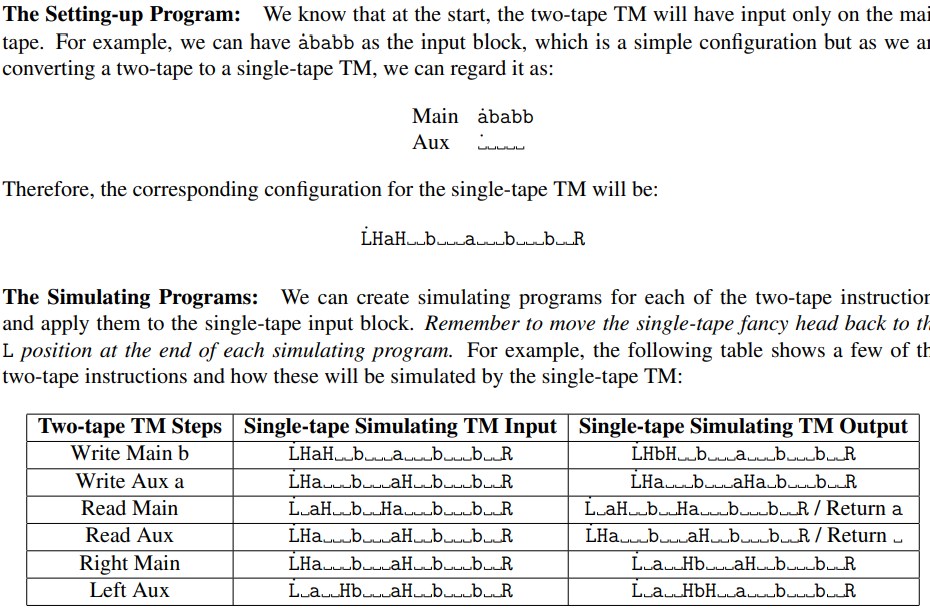 The Setting-up Program: We know that at the start, the two-tape TM will have input only on the mai
tape. For example, we can have ȧbabb as the input block, which is a simple configuration but as we ar
converting a two-tape to a single-tape TM, we can regard it as:
Main ȧbabb
Aux ␣̇␣␣␣␣
Therefore, the corresponding configuration for the single-tape TM will be:
L̇HaH␣␣b␣␣␣a␣␣␣b␣␣␣b␣␣R
The Simulating Programs: We can create simulating programs for each of the two-tape instruction
and apply them to the single-tape input block. Remember to move the single-tape fancy head back to th
L position at the end of each simulating program. For example, the following table shows a few of th
two-tape instructions and how these will be simulated by the single-tape TM:
Two-tape TM Steps Single-tape Simulating TM Input Single-tape Simulating TM Output
Write Main b L̇HaH␣␣b␣␣␣a␣␣␣b␣␣␣b␣␣R L̇HbH␣␣b␣␣␣a␣␣␣b␣␣␣b␣␣R
Write Aux a L̇Ha␣␣␣b␣␣␣aH␣␣b␣␣␣b␣␣R L̇Ha␣␣␣b␣␣␣aHa␣b␣␣␣b␣␣R
Read Main L̇␣aH␣␣b␣␣Ha␣␣␣b␣␣␣b␣␣R L̇␣aH␣␣b␣␣Ha␣␣␣b␣␣␣b␣␣R / Return a
Read Aux L̇Ha␣␣␣b␣␣␣aH␣␣b␣␣␣b␣␣R L̇Ha␣␣␣b␣␣␣aH␣␣b␣␣␣b␣␣R / Return ␣
Right Main L̇Ha␣␣␣b␣␣␣aH␣␣b␣␣␣b␣␣R L̇␣a␣␣Hb␣␣␣aH␣␣b␣␣␣b␣␣R
Left Aux L̇␣a␣␣Hb␣␣␣aH␣␣b␣␣␣b␣␣R L̇␣a␣␣HbH␣␣a␣␣␣b␣␣␣b␣␣R